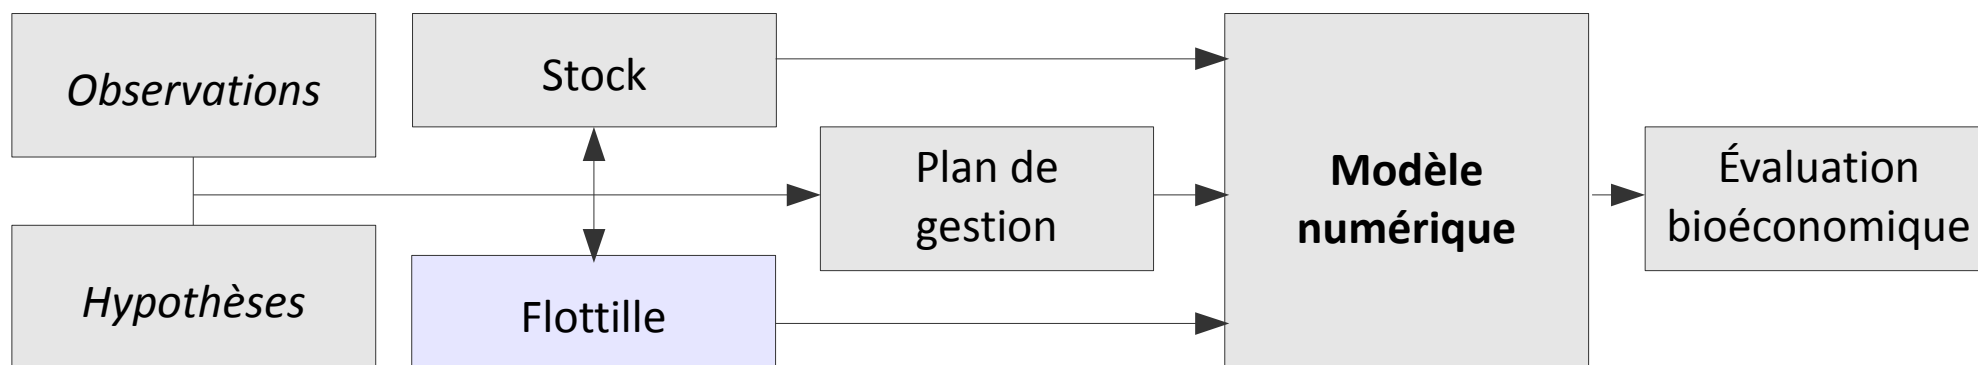 Observations
Hypothèses
Stock
Flottille
Plan de
gestion
Modèle
numérique
Évaluation
bioéconomique